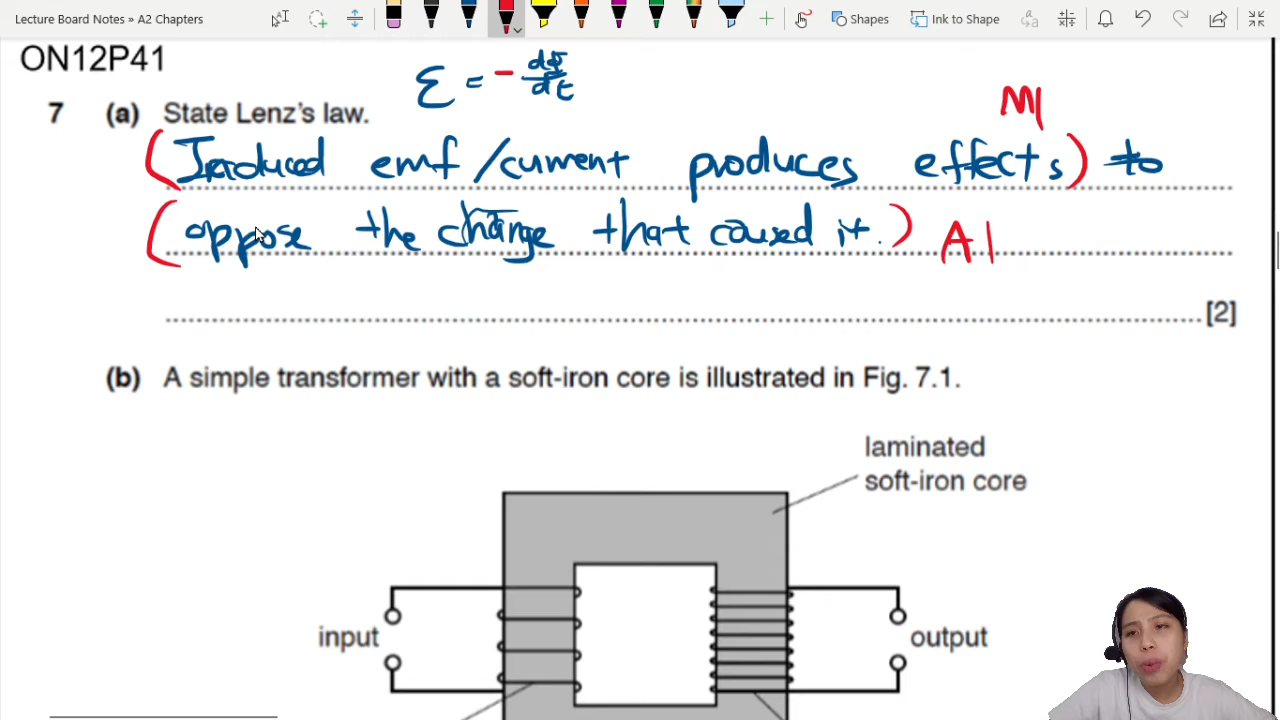 Lecture Board Notes » A2 Chapters
Shapes
Ink to Shape
ON12P41
Ɛ = - dΦ/dt
7 (a) State Lenz's law.
M1
(Induced emf/current produces effects) to
(oppose the change that caused it.) A1
[2]
(b) A simple transformer with a soft-iron core is illustrated in Fig. 7.1.
laminated
soft-iron core
input
output